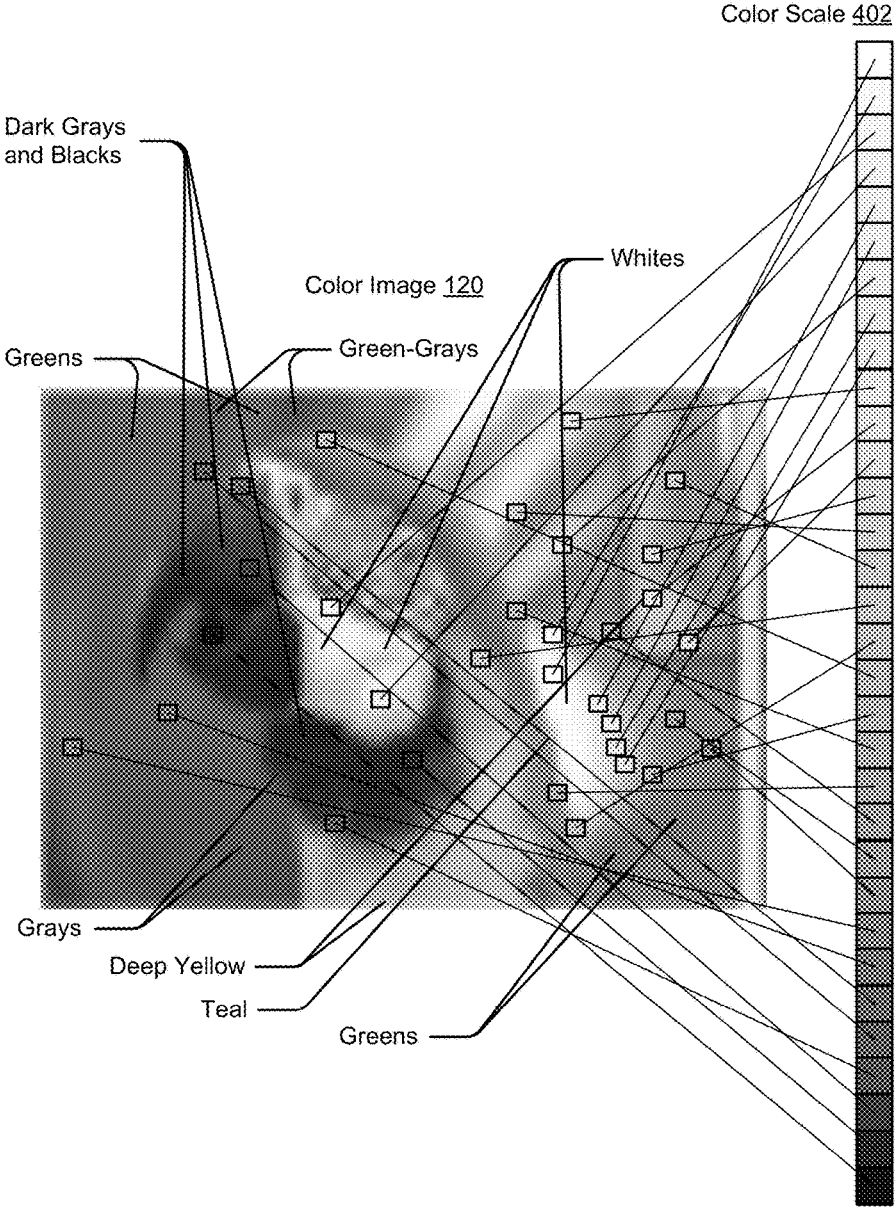 Color Scale 402
Dark Grays
and Blacks
Whites
Color Image 120
Greens
Green-Grays
Grays
Deep Yellow
Teal
Greens